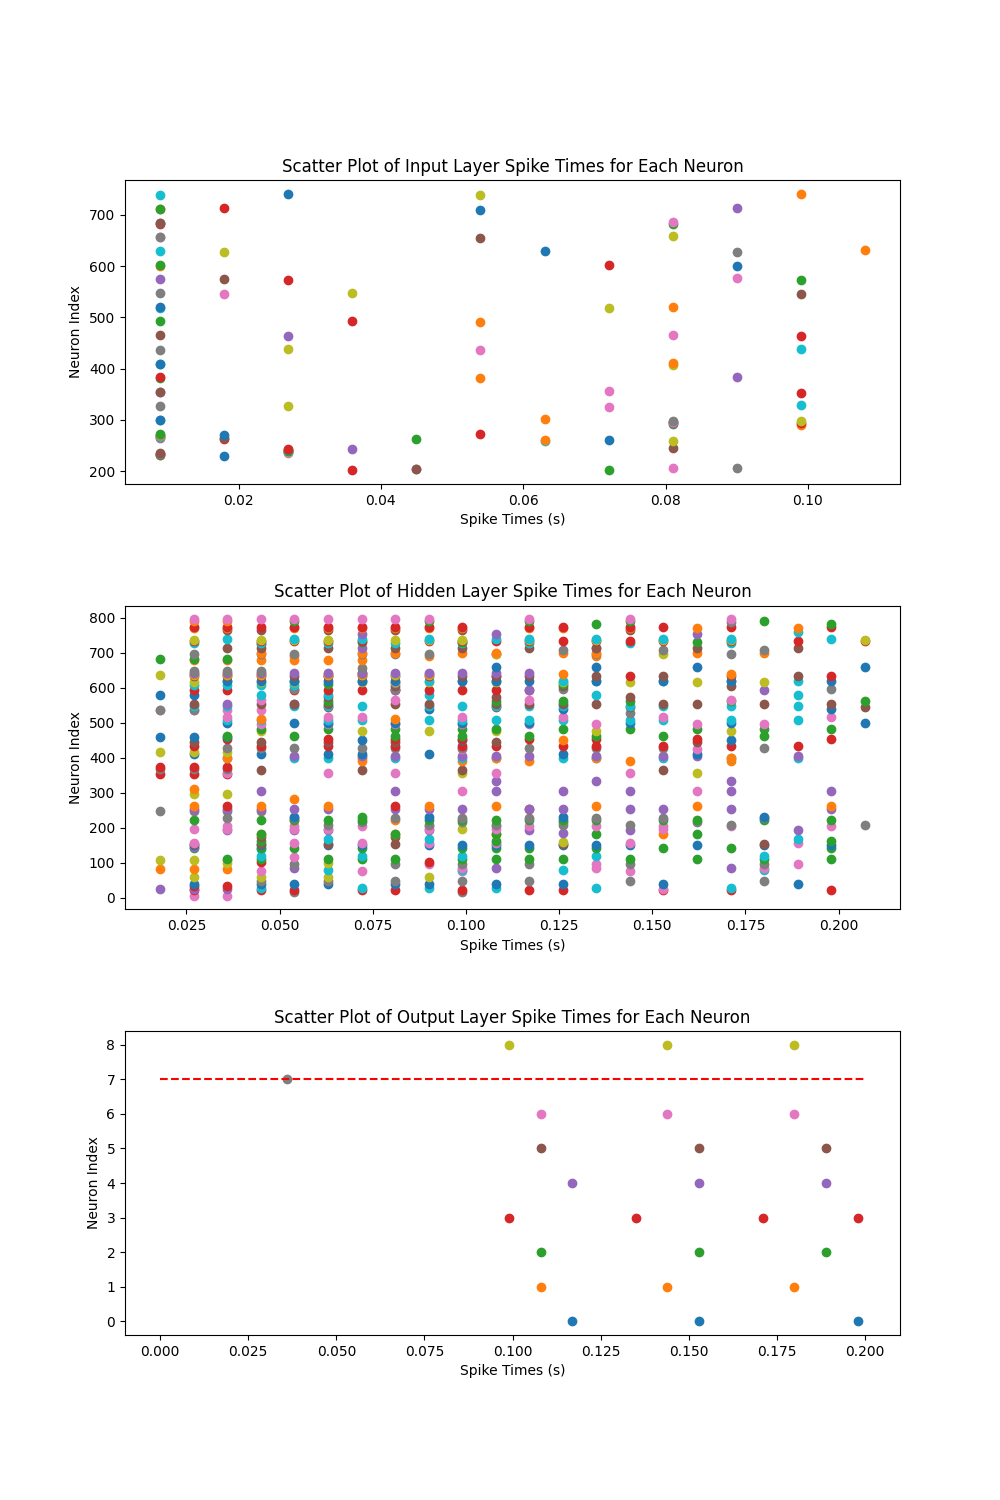 Scatter Plot of Input Layer Spike Times for Each Neuron
700
600
500
400
300
200
Neuron Index
0.02 0.04 0.06 0.08 0.10
Spike Times (s)
Scatter Plot of Hidden Layer Spike Times for Each Neuron
800
700
600
500
400
300
200
100
0
Neuron Index
0.025 0.050 0.075 0.100 0.125 0.150 0.175 0.200
Spike Times (s)
Scatter Plot of Output Layer Spike Times for Each Neuron
8
7
6
5
4
3
2
1
0
Neuron Index
0.000 0.025 0.050 0.075 0.100 0.125 0.150 0.175 0.200
Spike Times (s)